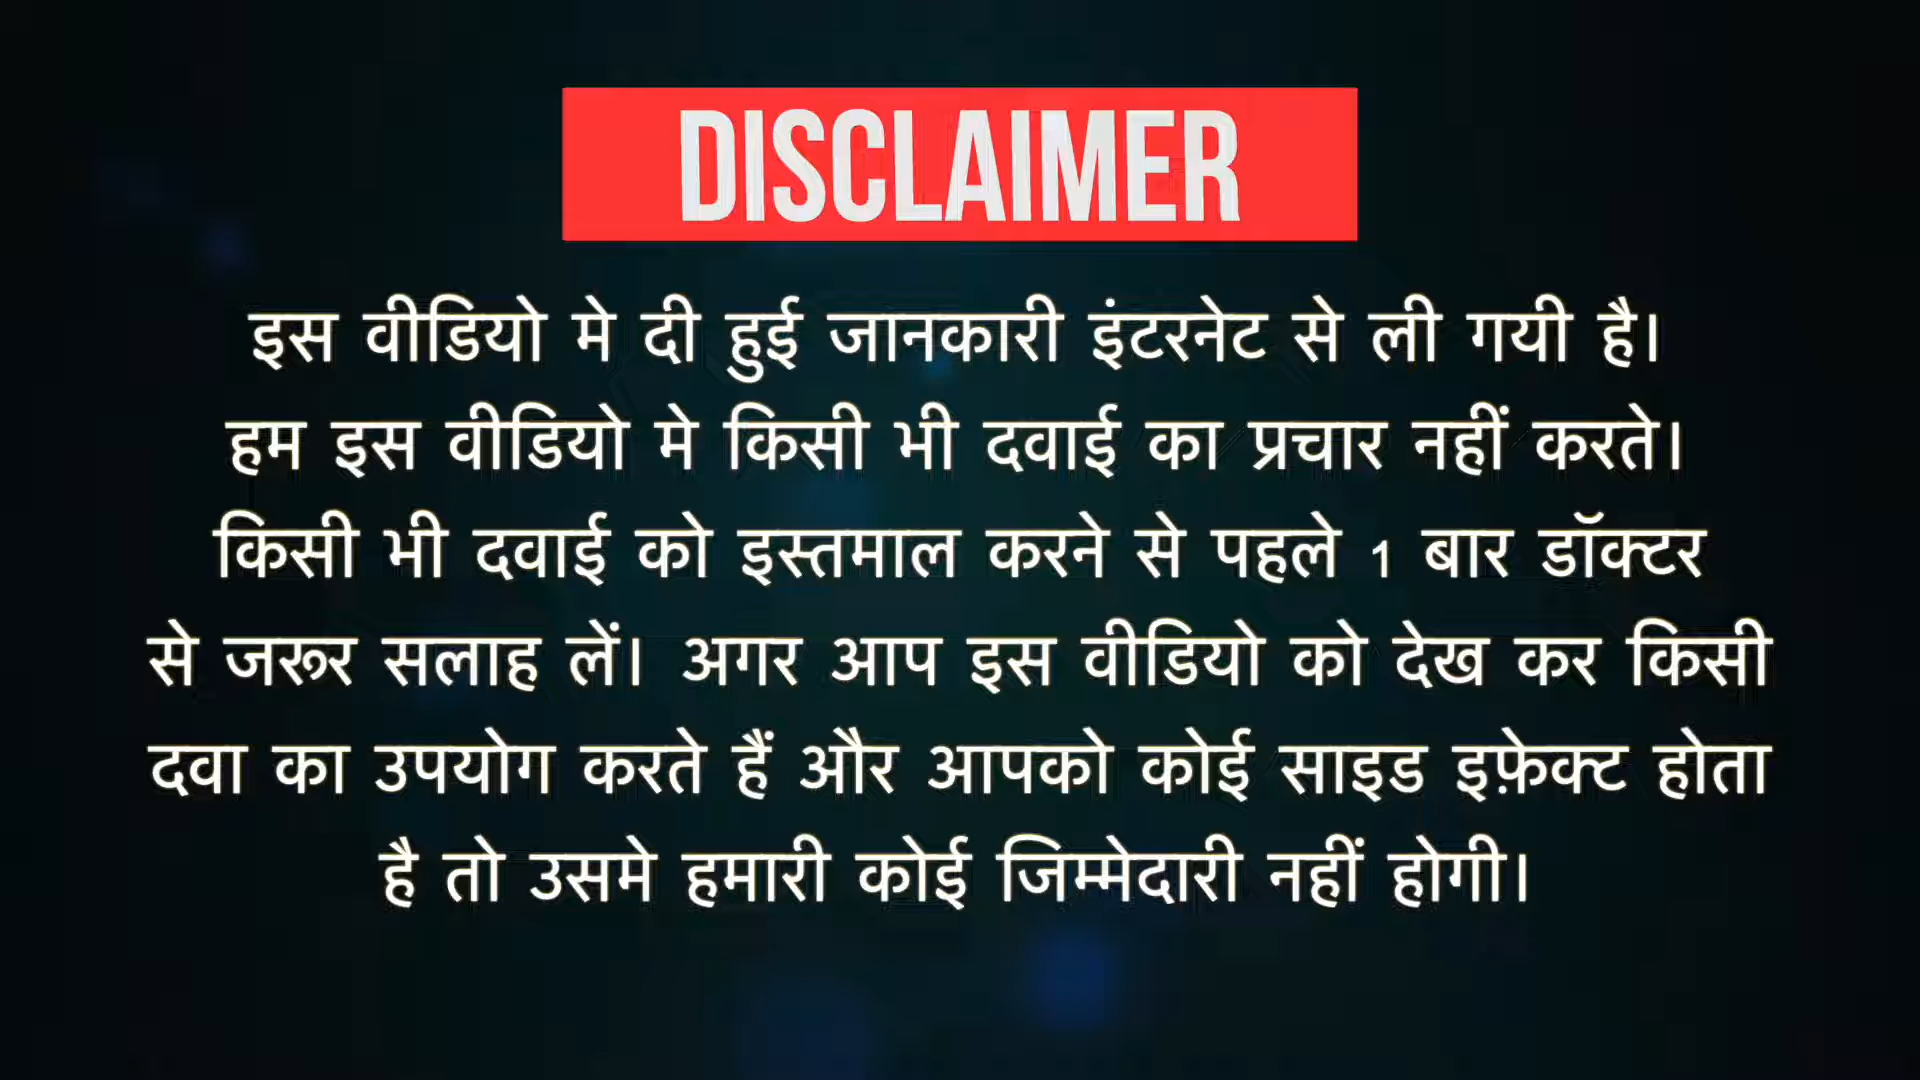 DISCLAIMER
इस वीडियो मे दी हुई जानकारी इंटरनेट से ली गयी है।
हम इस वीडियो मे किसी भी दवाई का प्रचार नहीं करते।
किसी भी दवाई को इस्तमाल करने से पहले 1 बार डॉक्टर
से जरूर सलाह लें। अगर आप इस वीडियो को देख कर किसी
दवा का उपयोग करते हैं और आपको कोई साइड इफ़ेक्ट होता
है तो उसमे हमारी कोई जिम्मेदारी नहीं होगी।